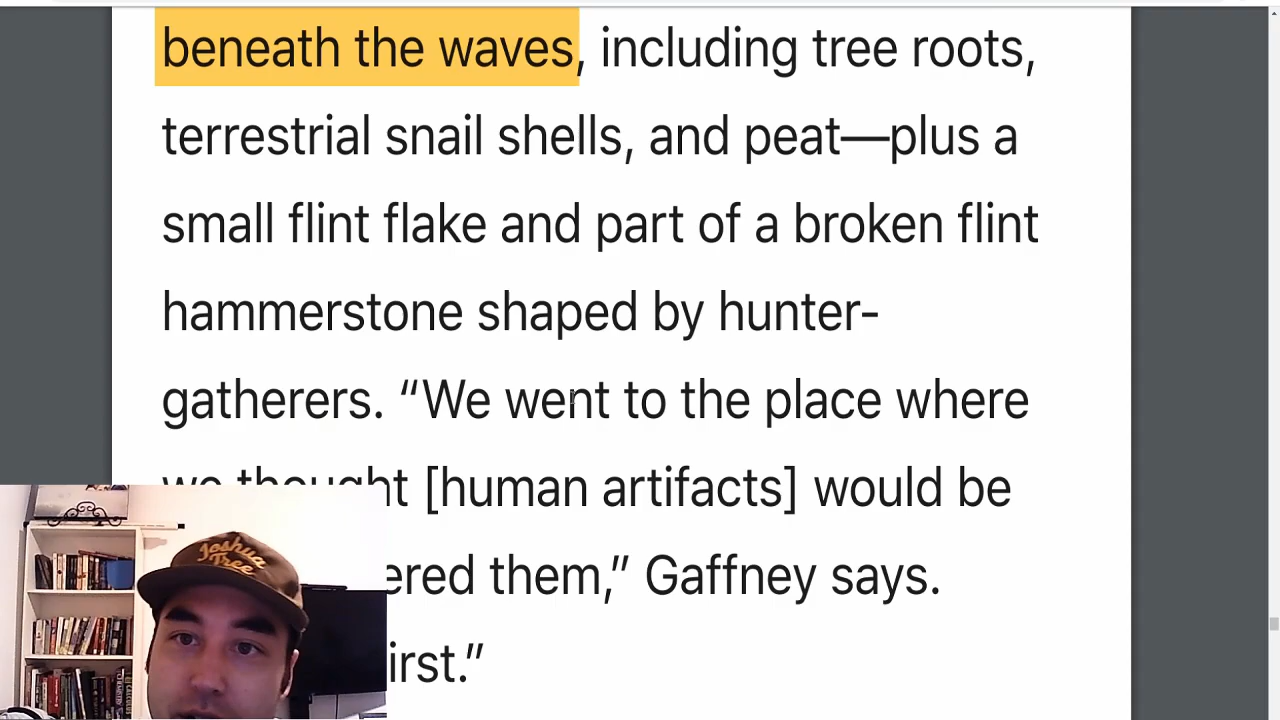 beneath the waves, including tree roots,
terrestrial snail shells, and peat—plus a
small flint flake and part of a broken flint
hammerstone shaped by hunter-
gatherers. “We went to the place where
we thought [human artifacts] would be
ered them,” Gaffney says.
irst.”
Joshua
Tree